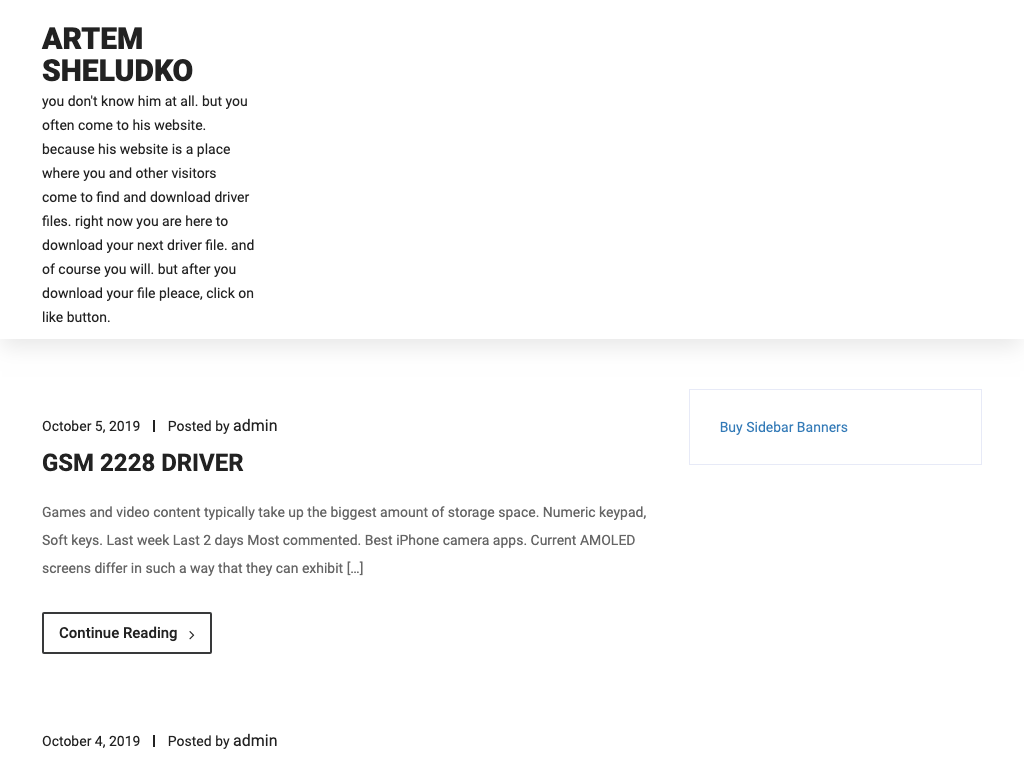 ARTEM
SHELUDKO
you don't know him at all. but you
often come to his website.
because his website is a place
where you and other visitors
come to find and download driver
files. right now you are here to
download your next driver file. and
of course you will. but after you
download your file pleace, click on
like button.
October 5, 2019 | Posted by admin
GSM 2228 DRIVER
Games and video content typically take up the biggest amount of storage space. Numeric keypad,
Soft keys. Last week Last 2 days Most commented. Best iPhone camera apps. Current AMOLED
screens differ in such a way that they can exhibit [...]
Continue Reading >
Buy Sidebar Banners
October 4, 2019 | Posted by admin